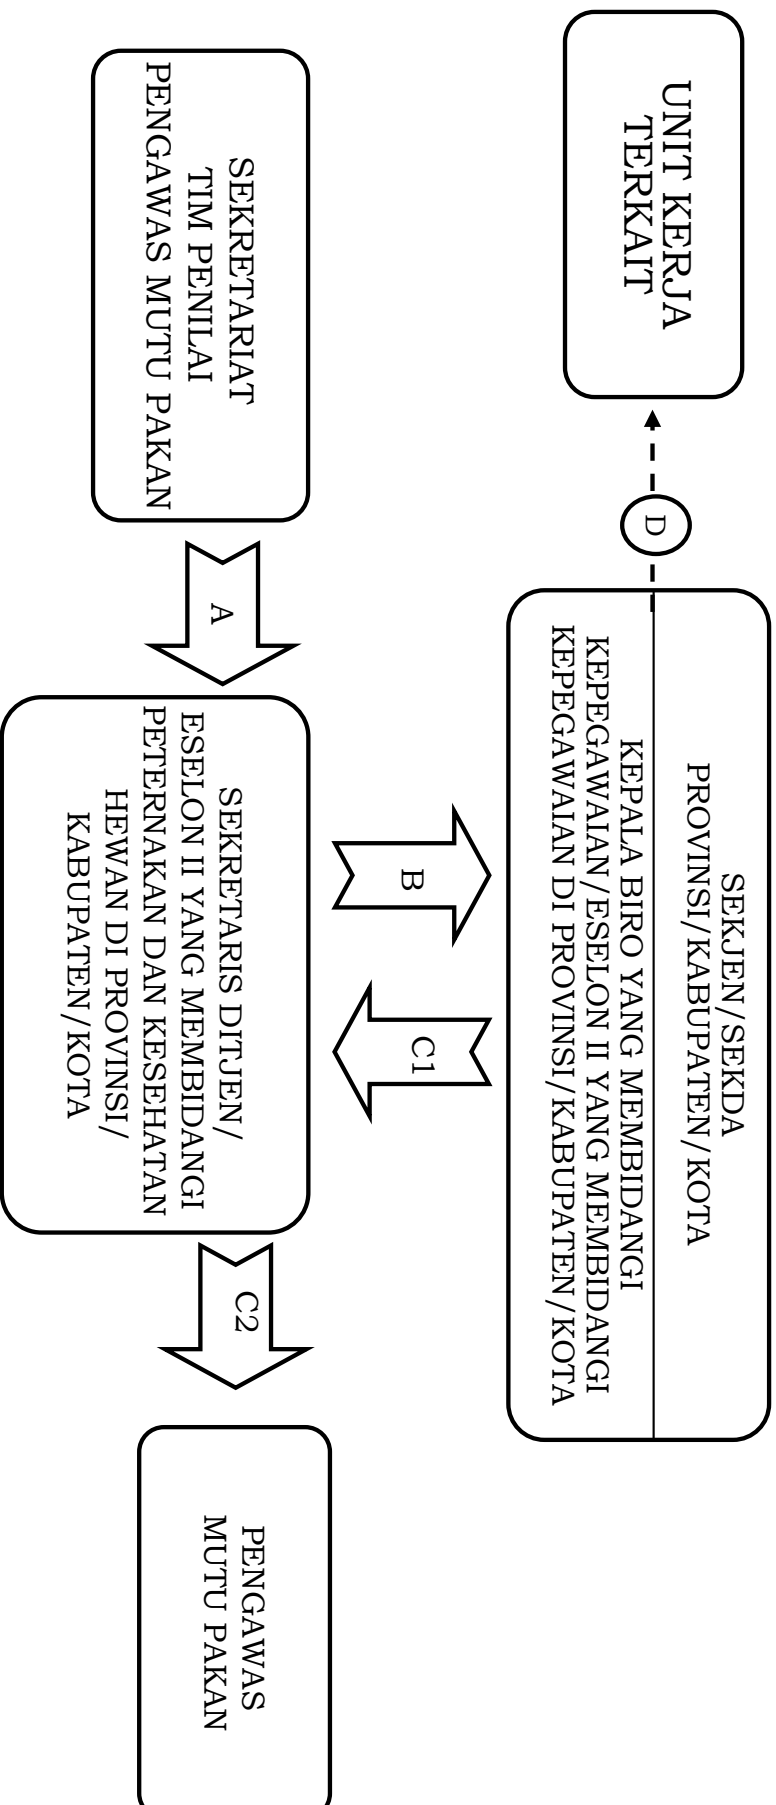 UNIT KERJA
TERKAIT
D
SEKJEN/SEKDA
PROVINSI/KABUPATEN/KOTA
KEPALA BIRO YANG MEMBIDANGI
KEPEGAWAIAN/ESELON II YANG MEMBIDANGI
KEPEGAWAIAN DI PROVINSI/KABUPATEN/KOTA
SEKRETARIAT
TIM PENILAI
PENGAWAS MUTU PAKAN
A
B
C1
SEKRETARIS DITJEN/
ESELON II YANG MEMBIDANGI
PETERNAKAN DAN KESEHATAN
HEWAN DI PROVINSI/
KABUPATEN/KOTA
C2
PENGAWAS
MUTU PAKAN